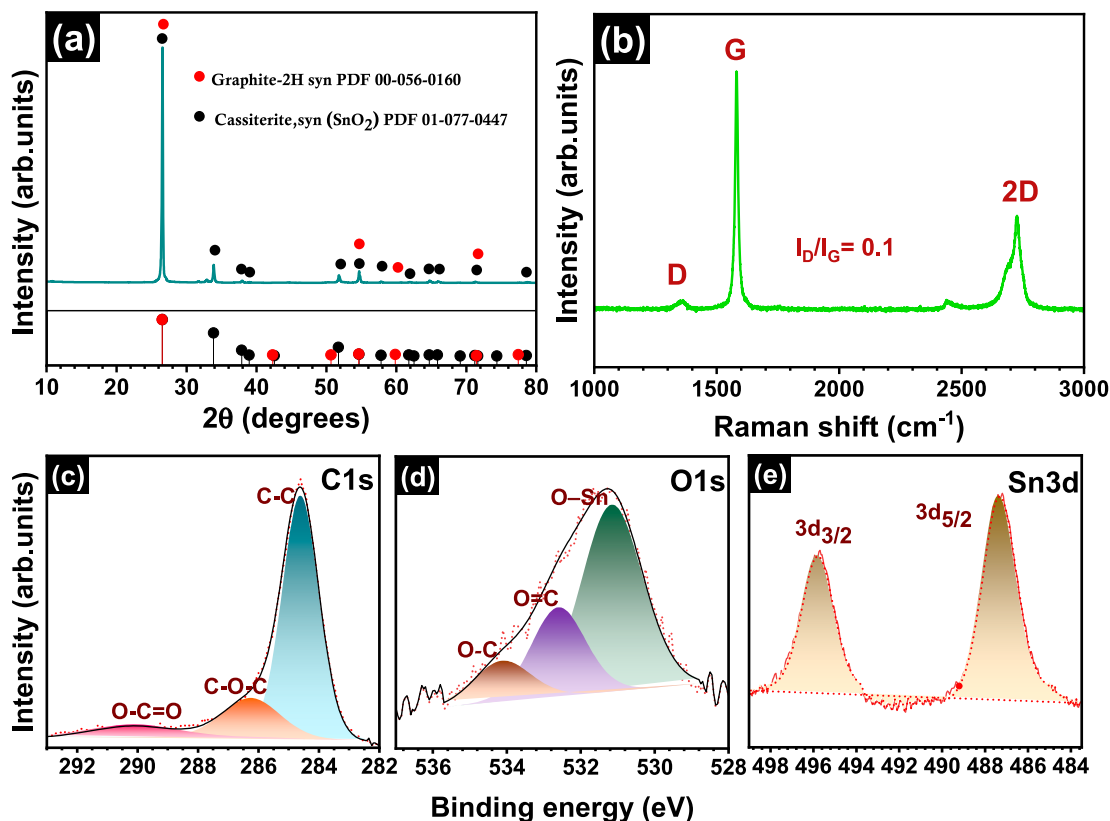 (a)
Graphite-2H syn PDF 00-056-0160
Cassiterite,syn (SnO₂) PDF 01-077-0447
Intensity (arb.units)
10 20 30 40 50 60 70 80
2θ (degrees)
(b)
G
2D
D
I_D/I_G= 0.1
Intensity (arb.units)
1000 1500 2000 2500 3000
Raman shift (cm⁻¹)
(c)
C1s
C-C
C-O-C
O-C=O
Intensity (arb.units)
292 290 288 286 284 282
(d)
O1s
O–Sn
O=C
O-C
536 534 532 530 528
(e)
Sn3d
3d₃/₂
3d₅/₂
498 496 494 492 490 488 486 484
Binding energy (eV)